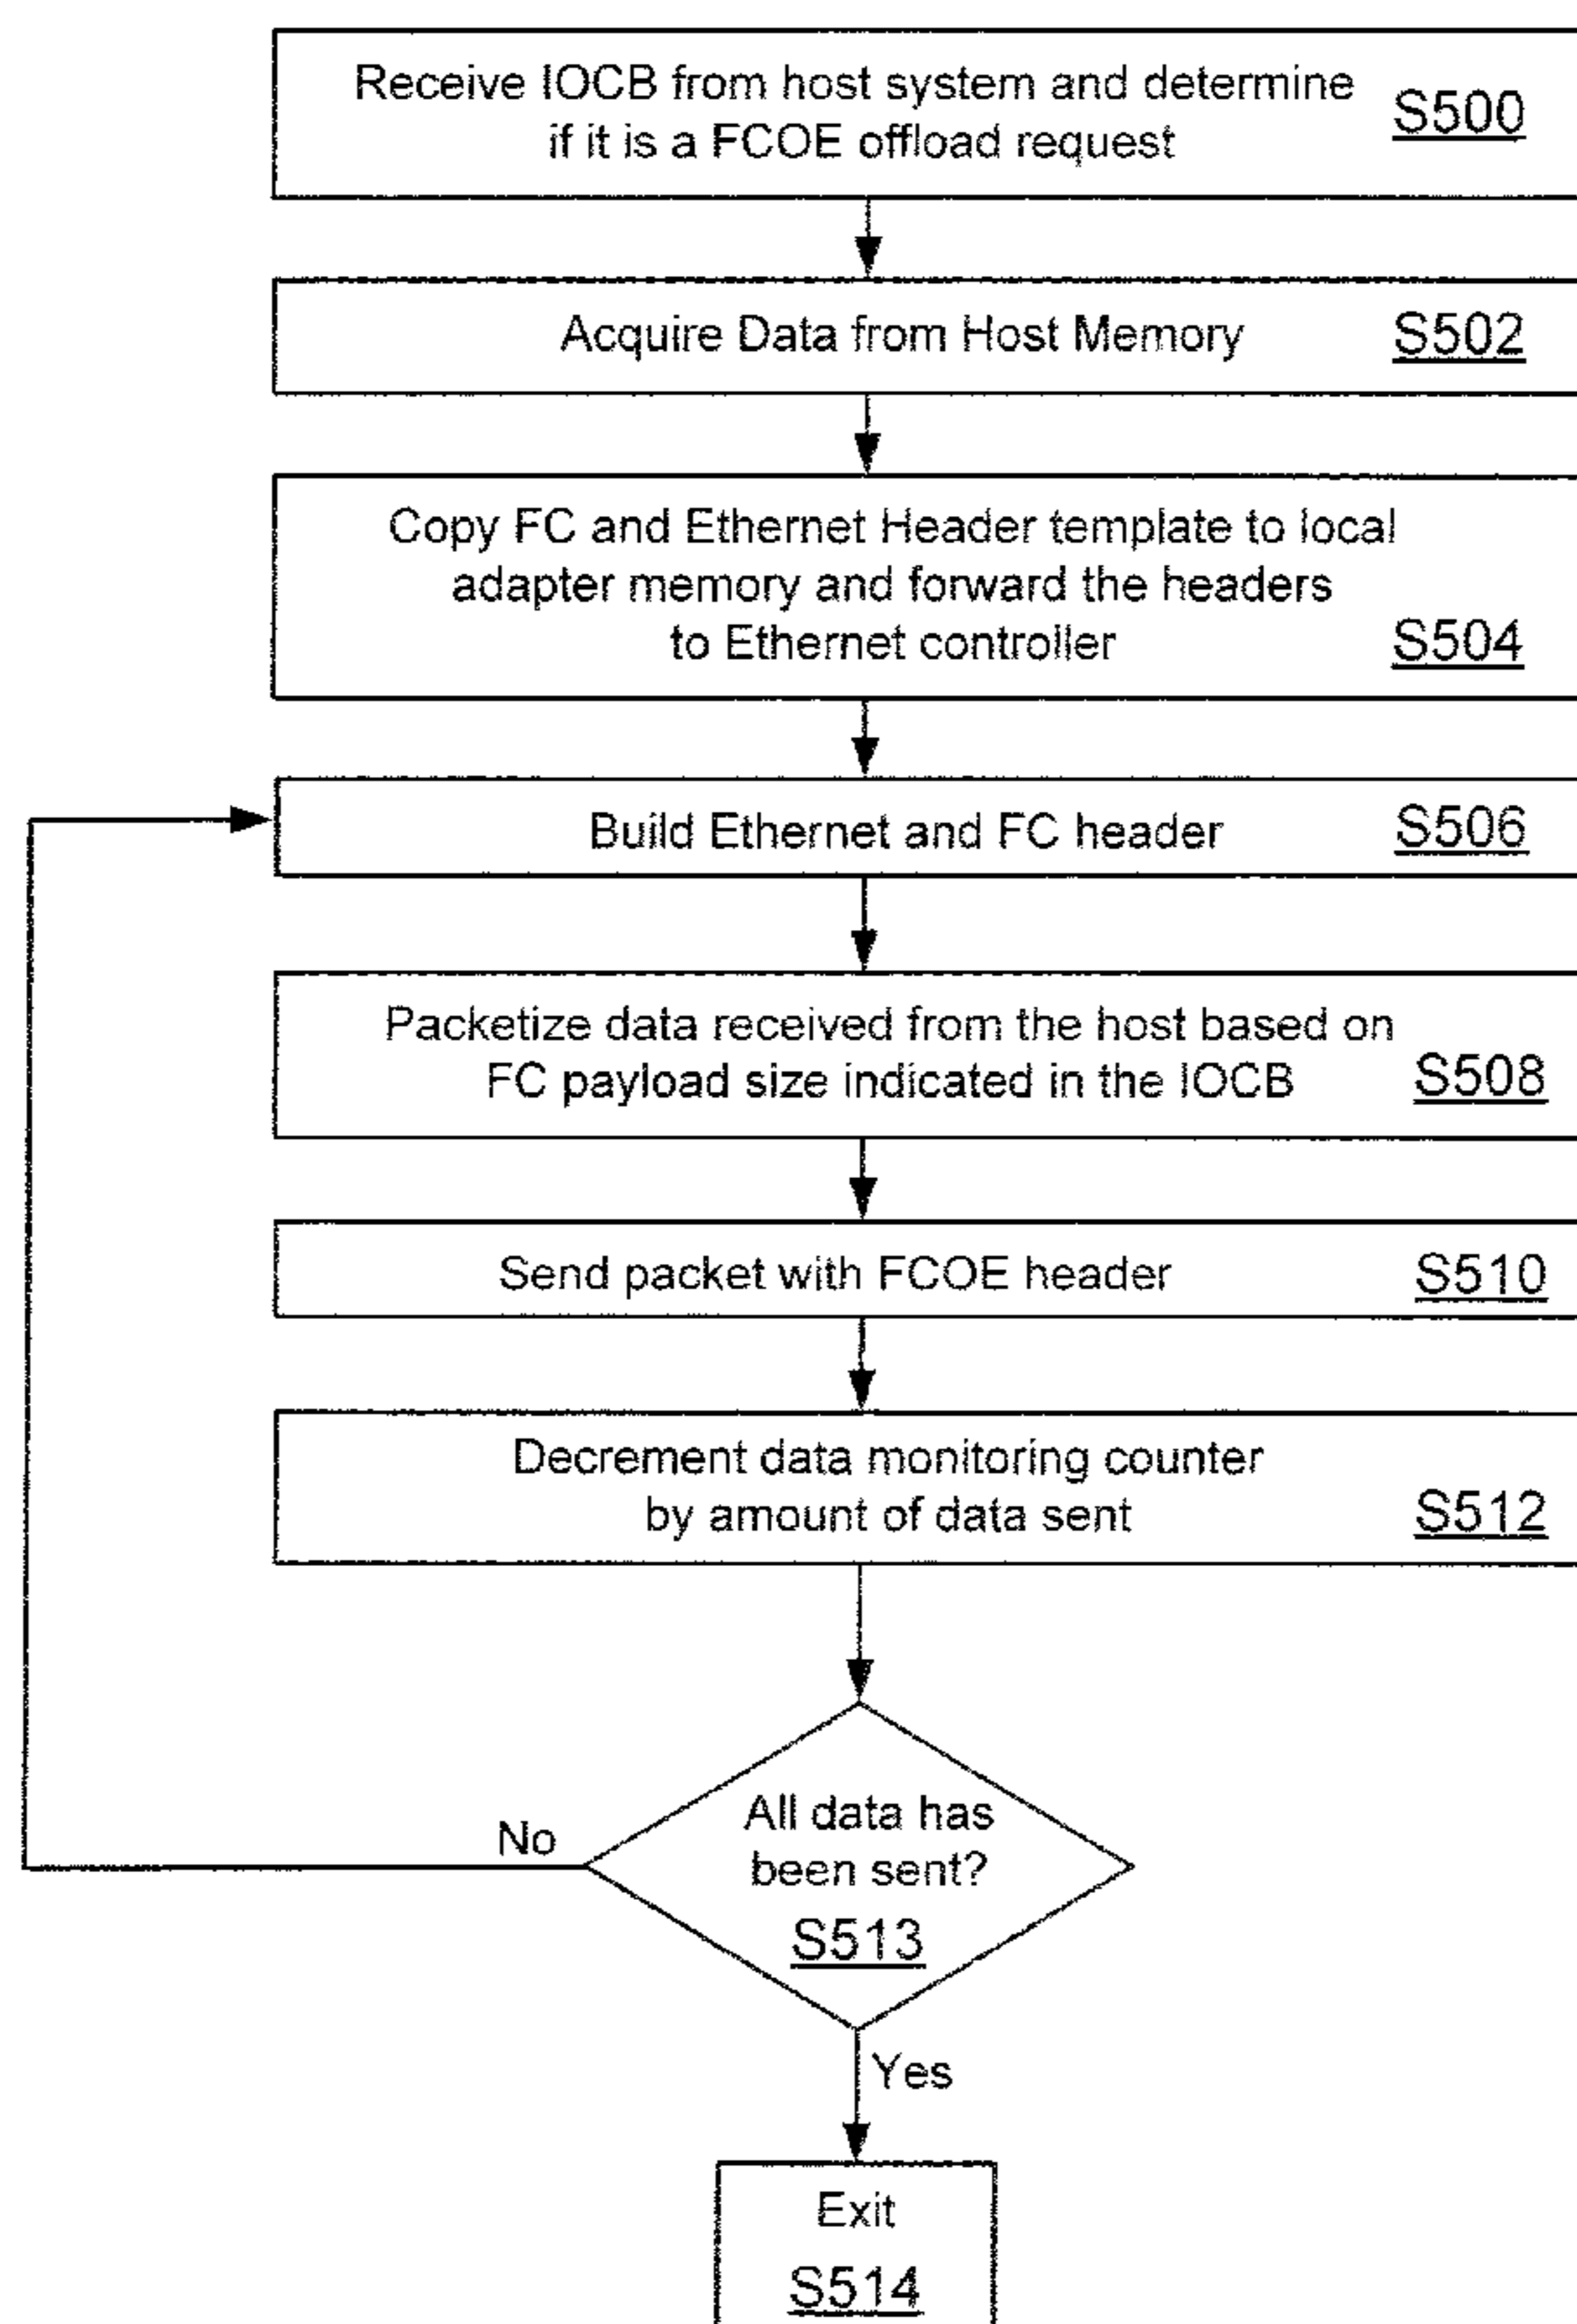 Receive IOCB from host system and determine
if it is a FCOE offload request
S500
Acquire Data from Host Memory
S502
Copy FC and Ethernet Header template to local
adapter memory and forward the headers
to Ethernet controller
S504
Build Ethernet and FC header
S506
Packetize data received from the host based on
FC payload size indicated in the IOCB
S508
Send packet with FCOE header
S510
Decrement data monitoring counter
by amount of data sent
S512
All data has
been sent?
S513
No
Yes
Exit
S514